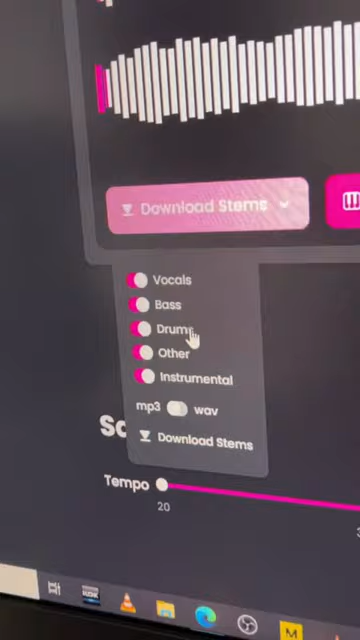 Download Stems
Vocals
Bass
Drums
Other
Instrumental
mp3 wav
Download Stems
Tempo
20